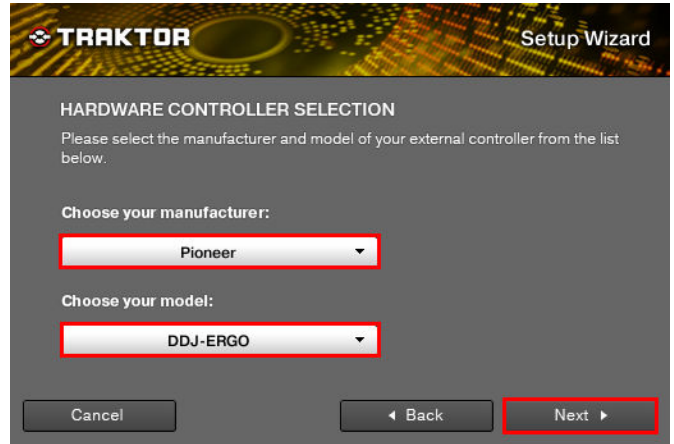 TRAKTOR
Setup Wizard
HARDWARE CONTROLLER SELECTION
Please select the manufacturer and model of your external controller from the list
below.
Choose your manufacturer:
Pioneer
Choose your model:
DDJ-ERGO
Cancel
Back
Next